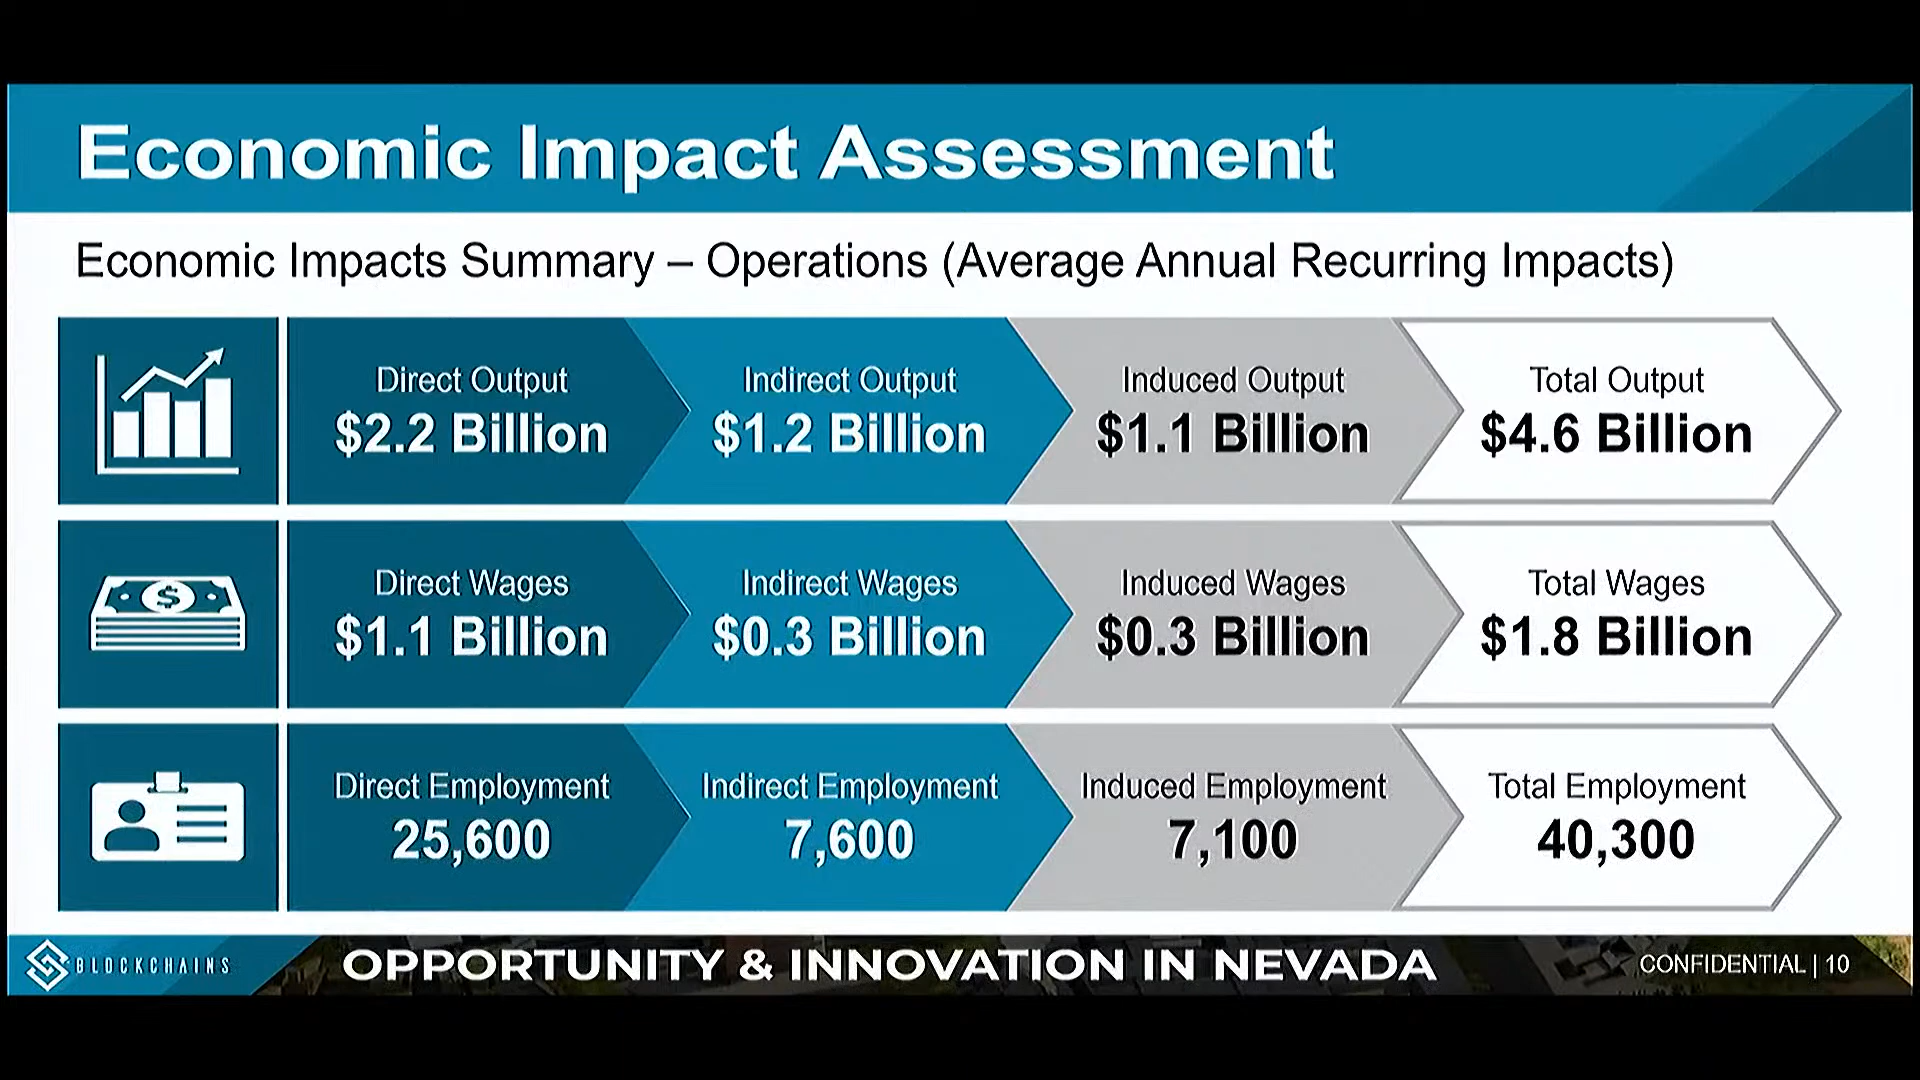 Economic Impact Assessment
Economic Impacts Summary – Operations (Average Annual Recurring Impacts)
Direct Output
$2.2 Billion
Indirect Output
$1.2 Billion
Induced Output
$1.1 Billion
Total Output
$4.6 Billion
$
Direct Wages
$1.1 Billion
Indirect Wages
$0.3 Billion
Induced Wages
$0.3 Billion
Total Wages
$1.8 Billion
Direct Employment
25,600
Indirect Employment
7,600
Induced Employment
7,100
Total Employment
40,300
BLOCKCHAINS
OPPORTUNITY & INNOVATION IN NEVADA
CONFIDENTIAL | 10